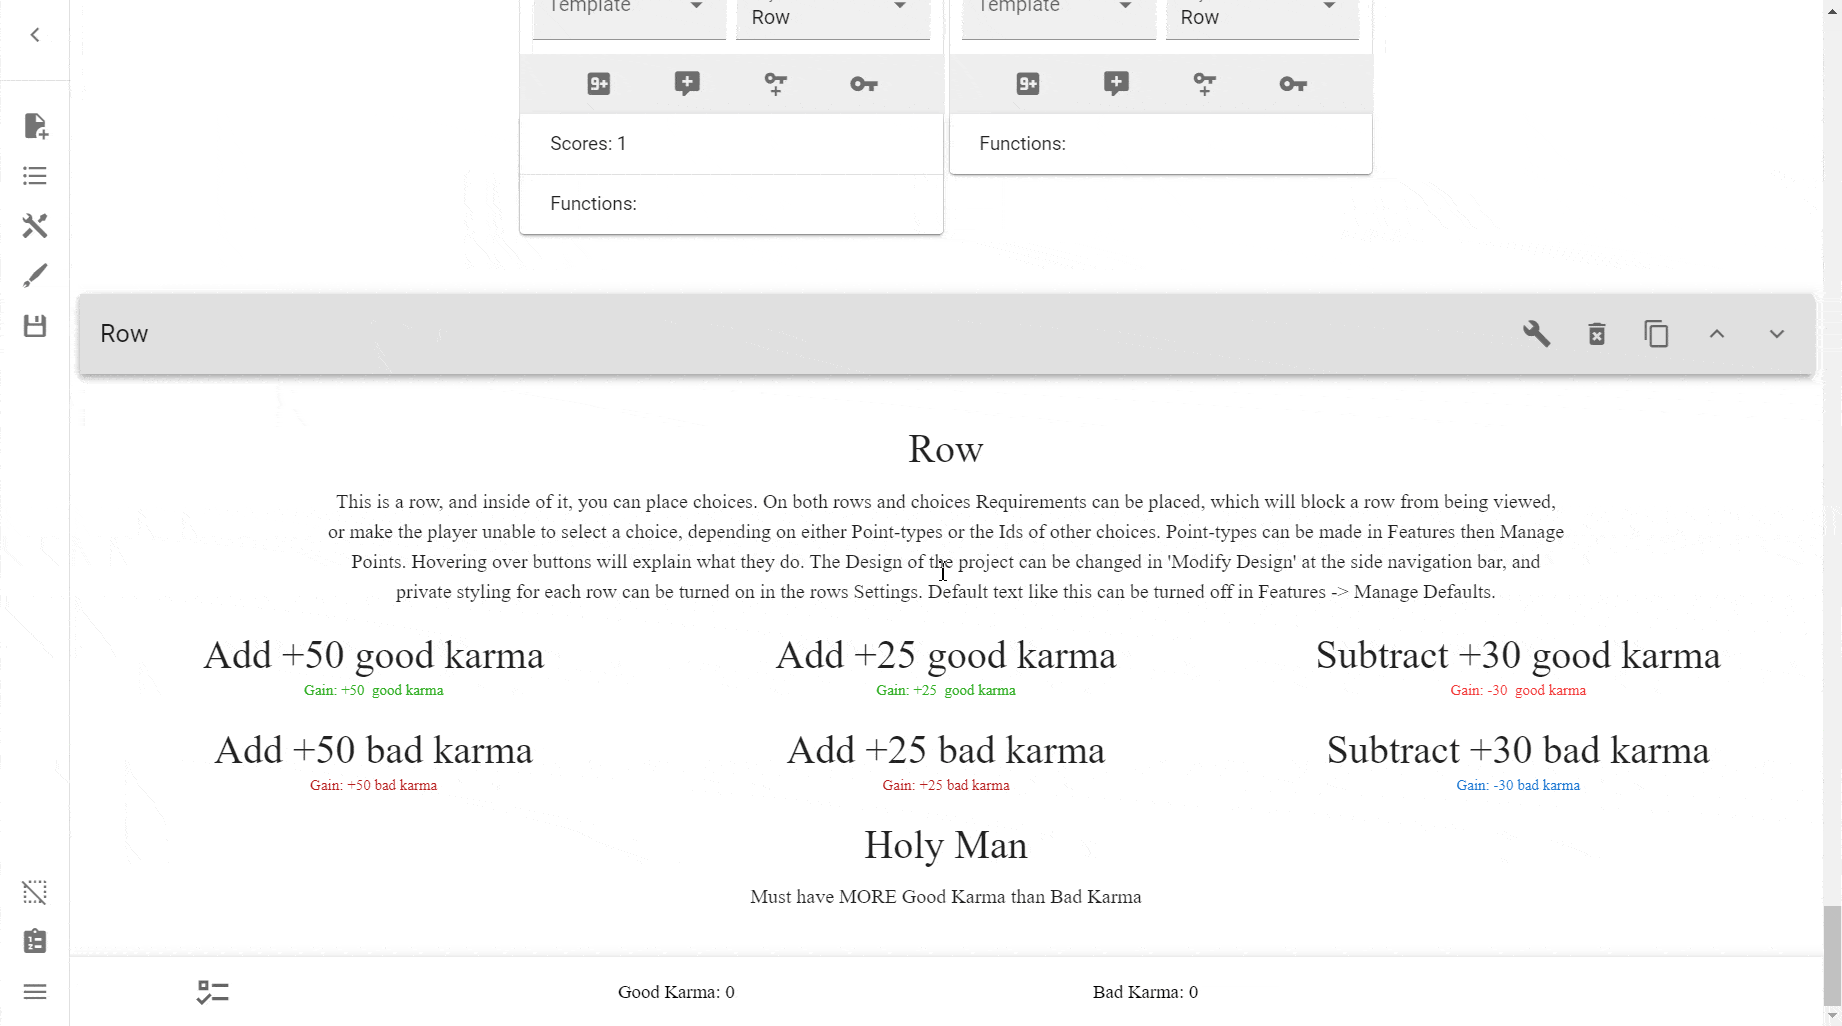 Template
Row
Template
Row
9+
9+
Scores: 1
Functions:
Functions:
Row
Row
This is a row, and inside of it, you can place choices. On both rows and choices Requirements can be placed, which will block a row from being viewed,
or make the player unable to select a choice, depending on either Point-types or the Ids of other choices. Point-types can be made in Features then Manage
Points. Hovering over buttons will explain what they do. The Design of the project can be changed in 'Modify Design' at the side navigation bar, and
private styling for each row can be turned on in the rows Settings. Default text like this can be turned off in Features -> Manage Defaults.
Add +50 good karma
Gain: +50 good karma
Add +25 good karma
Gain: +25 good karma
Subtract +30 good karma
Gain: -30 good karma
Add +50 bad karma
Gain: +50 bad karma
Add +25 bad karma
Gain: +25 bad karma
Subtract +30 bad karma
Gain: -30 bad karma
Holy Man
Must have MORE Good Karma than Bad Karma
Good Karma: 0
Bad Karma: 0